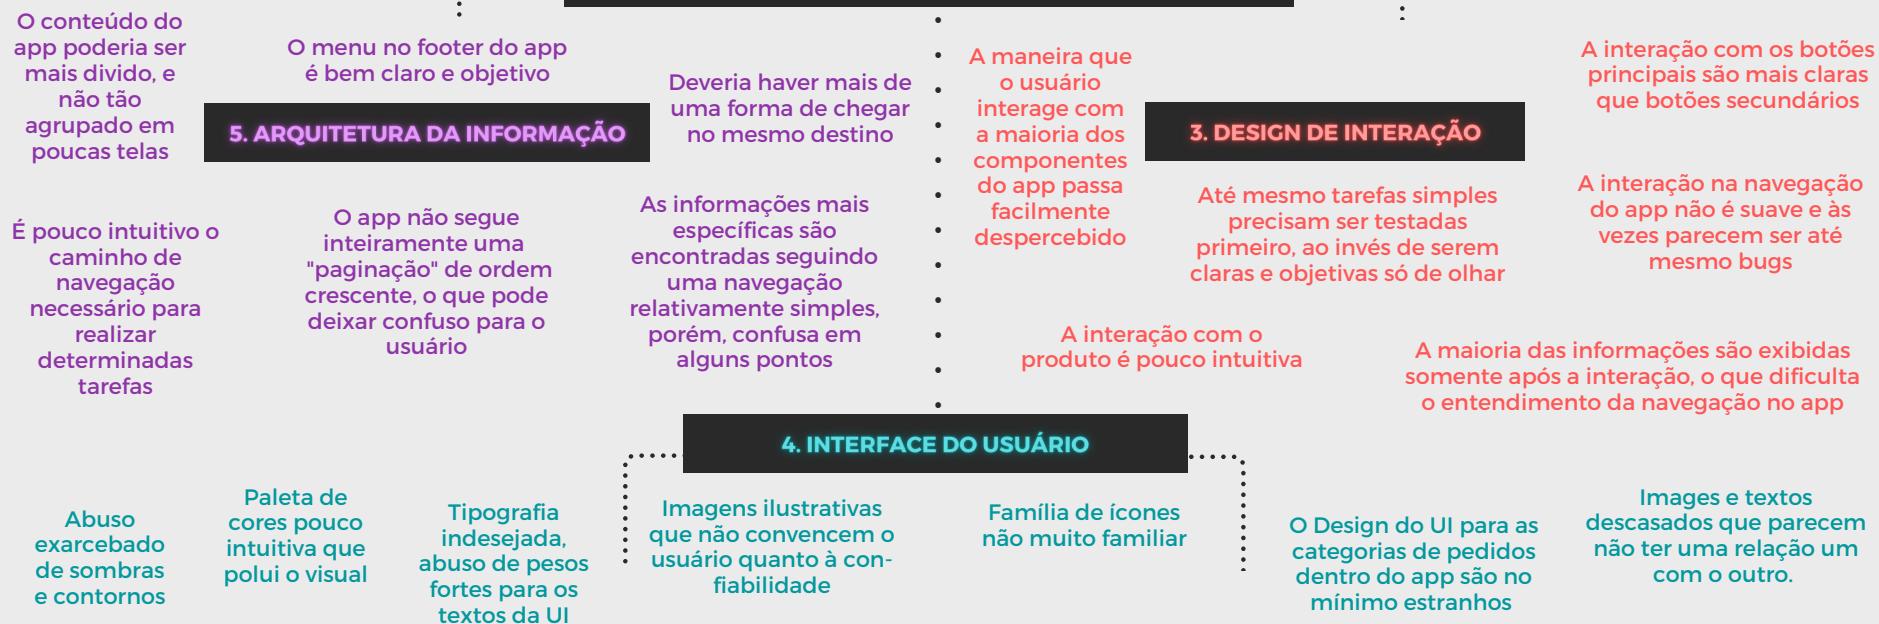 O conteúdo do
app poderia ser
mais divido, e
não tão
agrupado em
poucas telas
O menu no footer do app
é bem claro e objetivo
Deveria haver mais de
uma forma de chegar
no mesmo destino
5. ARQUITETURA DA INFORMAÇÃO
É pouco intuitivo o
caminho de
navegação
necessário para
realizar
determinadas
tarefas
O app não segue
inteiramente uma
"paginação" de ordem
crescente, o que pode
deixar confuso para o
usuário
As informações mais
específicas são
encontradas seguindo
uma navegação
relativamente simples,
porém, confusa em
alguns pontos
A maneira que
o usuário
interage com
a maioria dos
componentes
do app passa
facilmente
despercebido
3. DESIGN DE INTERAÇÃO
A interação com os botões
principais são mais claras
que botões secundários
Até mesmo tarefas simples
precisam ser testadas
primeiro, ao invés de serem
claras e objetivas só de olhar
A interação na navegação
do app não é suave e às
vezes parecem ser até
mesmo bugs
A interação com o
produto é pouco intuitiva
A maioria das informações são exibidas
somente após a interação, o que dificulta
o entendimento da navegação no app
4. INTERFACE DO USUÁRIO
Abuso
exarcebado
de sombras
e contornos
Paleta de
cores pouco
intuitiva que
polui o visual
Tipografia
indesejada,
abuso de pesos
fortes para os
textos da UI
Imagens ilustrativas
que não convencem o
usuário quanto à con-
fiabilidade
Família de ícones
não muito familiar
O Design do UI para as
categorias de pedidos
dentro do app são no
mínimo estranhos
Images e textos
descasados que parecem
não ter uma relação um
com o outro.